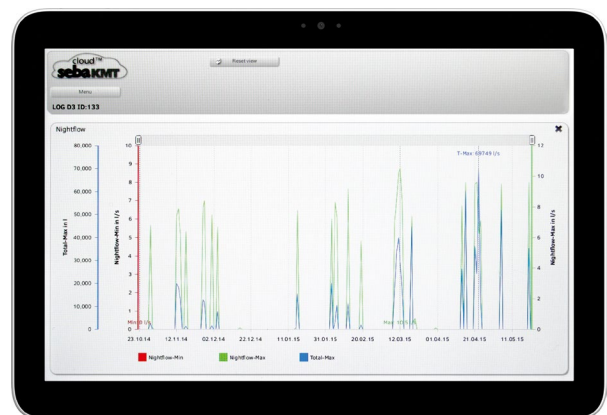 cloud™
sebaKMT
Reset view
Menu
LOG D3 ID:133
Nightflow
80,000
70,000
60,000
50,000
40,000
30,000
20,000
10,000
0
Total-Max in l
10
9
8
7
6
5
4
3
2
1
0
Nightflow-Min in l/s
T-Max: 69749 l/s
12
10
8
6
4
2
0
Nightflow-Max in l/s
23.10.14 12.11.14 02.12.14 22.12.14 11.01.15 31.01.15 20.02.15 12.03.15 01.04.15 21.04.15 11.05.15
Nightflow-Min Nightflow-Max Total-Max